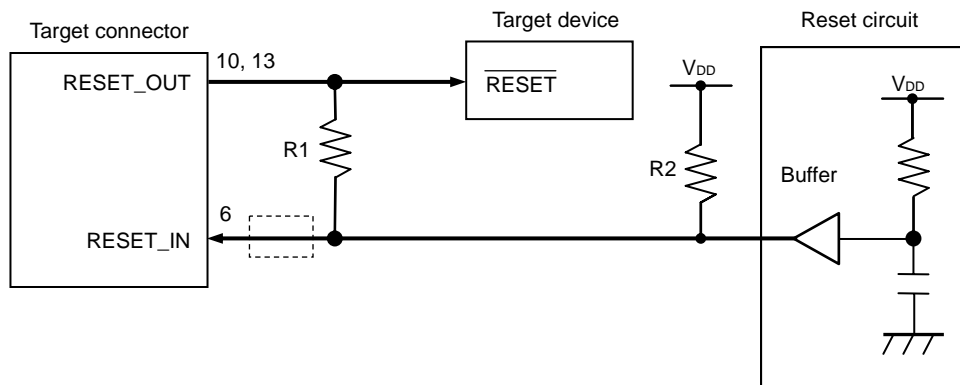 Target connector
Target device
Reset circuit
10, 13
RESET_OUT
RESET
VDD
VDD
R1
R2
Buffer
6
RESET_IN